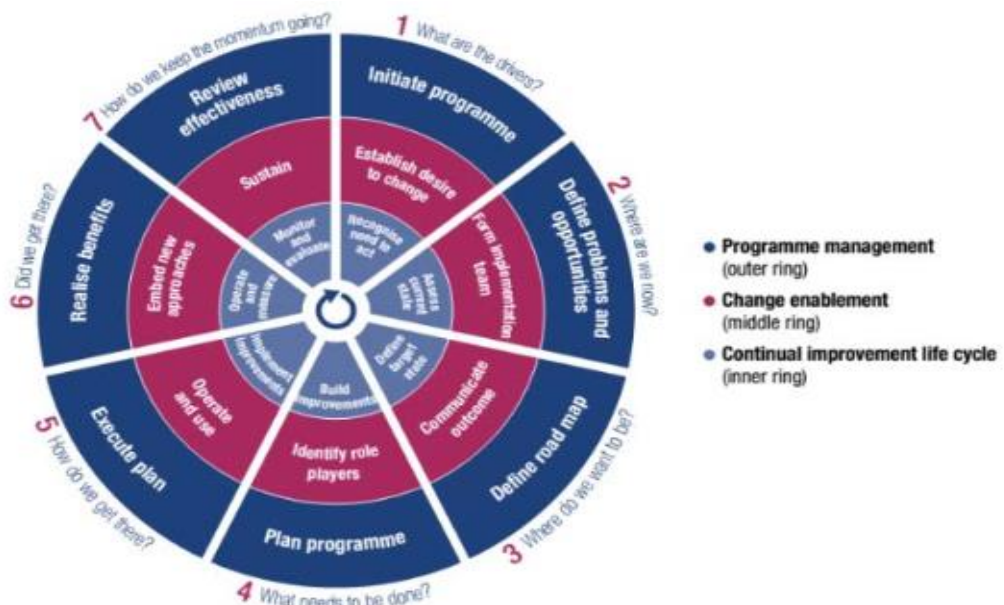 1 What are the drivers?
Initiate programme
Establish desire
to change
Recognise
need to
act
2 Where are we now?
Define problems and
opportunities
Form implementation
team
Assess
current
state
3 Where do we want to be?
Define road map
Communicate
outcome
Define
target
state
4 What needs to be done?
Plan programme
Identify role
players
Build
improvements
5 How do we get there?
Execute plan
Operate
and use
Implement
improvements
6 Did we get there?
Realise benefits
Embed new
approaches
Operate
and
measure
7 How do we keep the momentum going?
Review
effectiveness
Sustain
Monitor
and
evaluate
Programme management
(outer ring)
Change enablement
(middle ring)
Continual improvement life cycle
(inner ring)